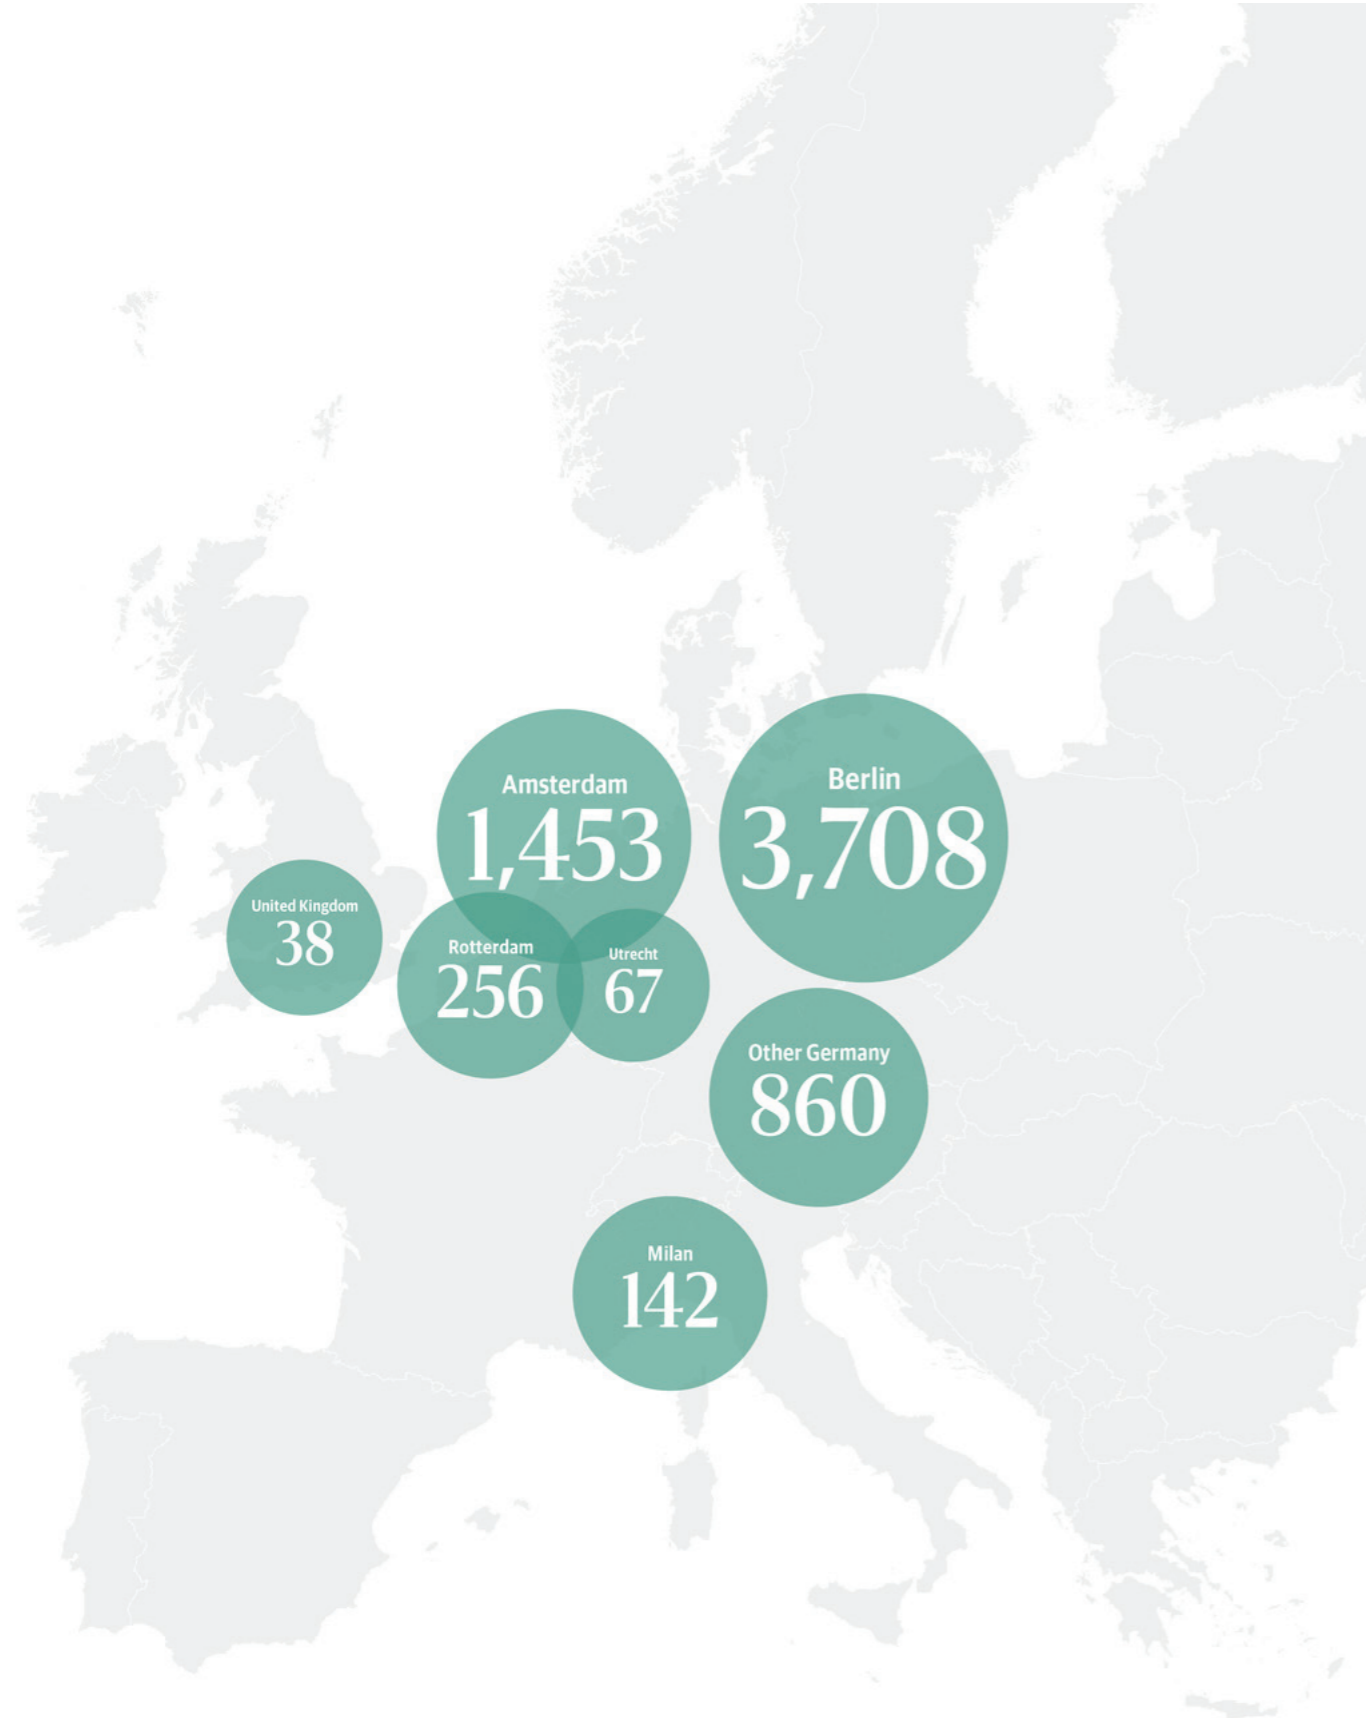 Amsterdam
1,453
Berlin
3,708
United Kingdom
38
Rotterdam
256
Utrecht
67
Other Germany
860
Milan
142